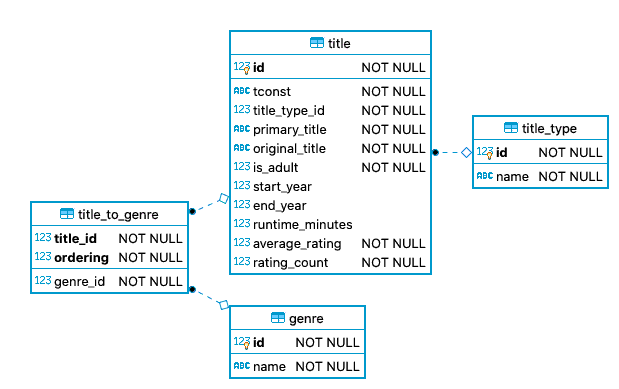 title
123 id NOT NULL
ABC tconst NOT NULL
123 title_type_id NOT NULL
ABC primary_title NOT NULL
ABC original_title NOT NULL
123 is_adult NOT NULL
123 start_year
123 end_year
123 runtime_minutes
123 average_rating NOT NULL
123 rating_count NOT NULL
title_type
123 id NOT NULL
ABC name NOT NULL
title_to_genre
123 title_id NOT NULL
123 ordering NOT NULL
123 genre_id NOT NULL
genre
123 id NOT NULL
ABC name NOT NULL